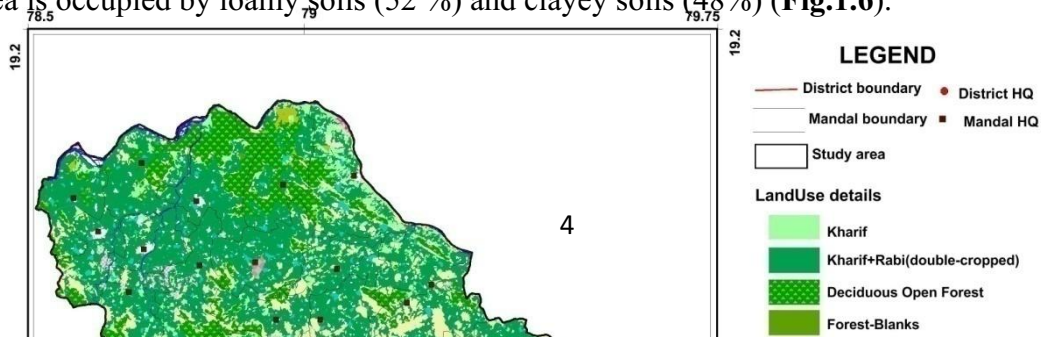 ea is occupied by loamy soils (52 %) and clayey soils (48%) (Fig.1.6).
78.5 79 79.75
19.2 19.2
LEGEND
District boundary District HQ
Mandal boundary Mandal HQ
Study area
LandUse details
4
Kharif
Kharif+Rabi(double-cropped)
Deciduous Open Forest
Forest-Blanks